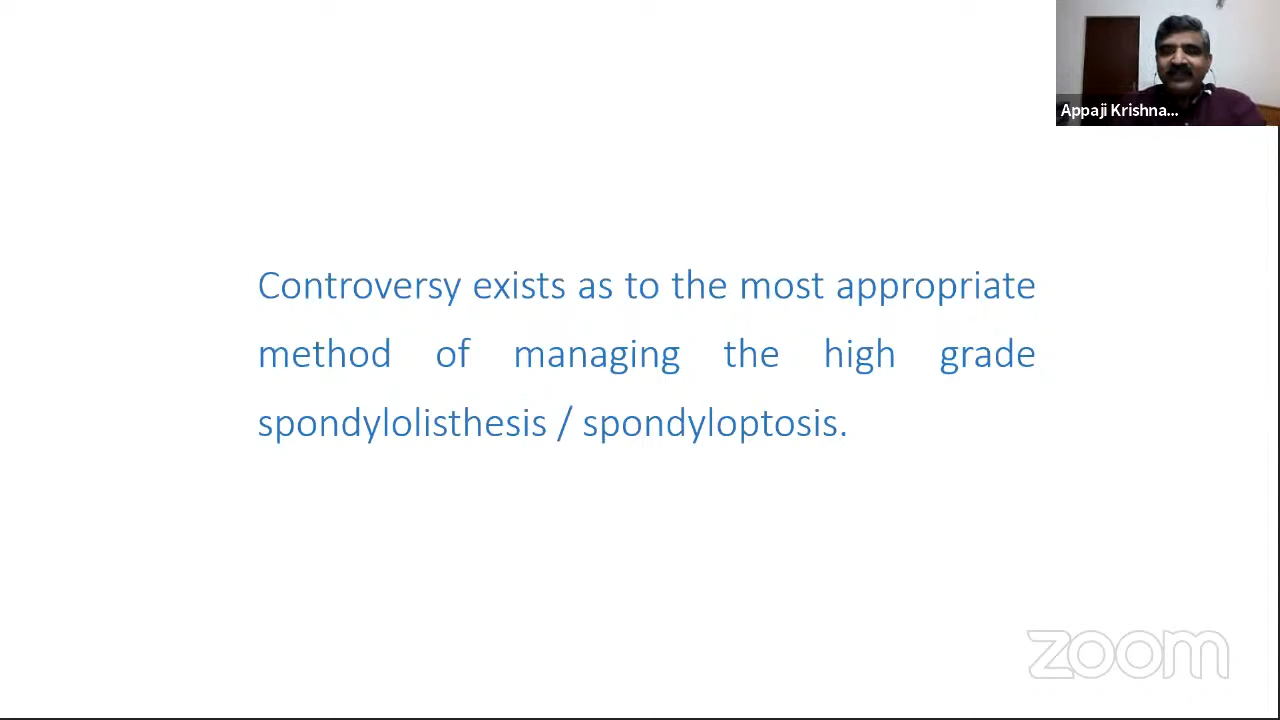 Appaji Krishna...
Controversy exists as to the most appropriate
method of managing the high grade
spondylolisthesis / spondyloptosis.
zoom